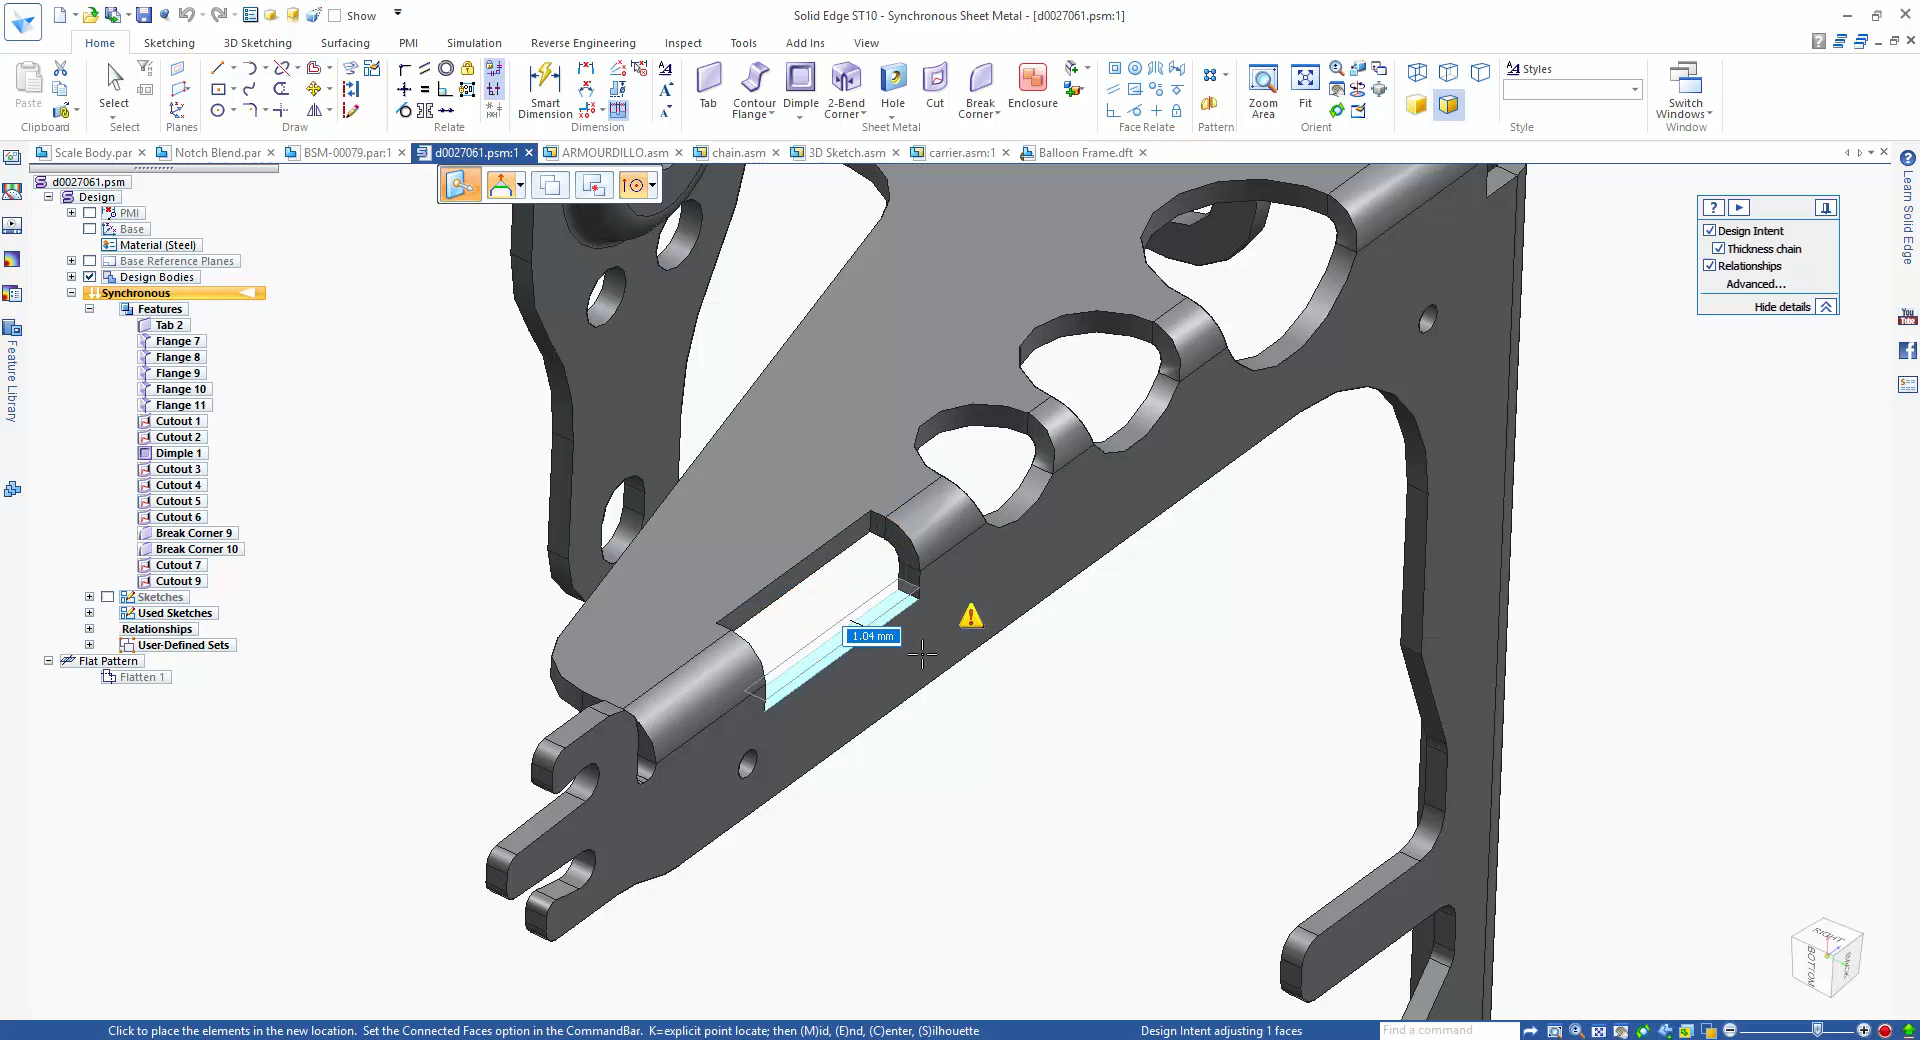 Show
Solid Edge ST10 - Synchronous Sheet Metal - [d0027061.psm:1]
Home Sketching 3D Sketching Surfacing PMI Simulation Reverse Engineering Inspect Tools Add Ins View
Paste
Clipboard
Select
Select
Planes
Draw
Relate
Smart Dimension
Dimension
Tab
Contour Flange
Dimple
2-Bend Corner
Hole
Cut
Break Corner
Enclosure
Sheet Metal
Face Relate
Pattern
Zoom Area
Fit
Orient
Styles
Style
Switch Windows
Window
Scale Body.par Notch Blend.par BSM-00079.par:1 d0027061.psm:1 ARMOURDILLO.asm chain.asm 3D Sketch.asm carrier.asm:1 Balloon Frame.dft
d0027061.psm
Design
PMI
Base
Material (Steel)
Base Reference Planes
Design Bodies
Synchronous
Features
Tab 2
Flange 7
Flange 8
Flange 9
Flange 10
Flange 11
Cutout 1
Cutout 2
Dimple 1
Cutout 3
Cutout 4
Cutout 5
Cutout 6
Break Corner 9
Break Corner 10
Cutout 7
Cutout 9
Sketches
Used Sketches
Relationships
User-Defined Sets
Flat Pattern
Flatten 1
Feature Library
1.04 mm
Design Intent
Thickness chain
Relationships
Advanced...
Hide details
Learn Solid Edge
You
Tube
RIGHT
BOTTOM
BACK
Click to place the elements in the new location. Set the Connected Faces option in the CommandBar. K=explicit point locate; then (M)id, (E)nd, (C)enter, (S)ilhouette
Design Intent adjusting 1 faces
Find a command